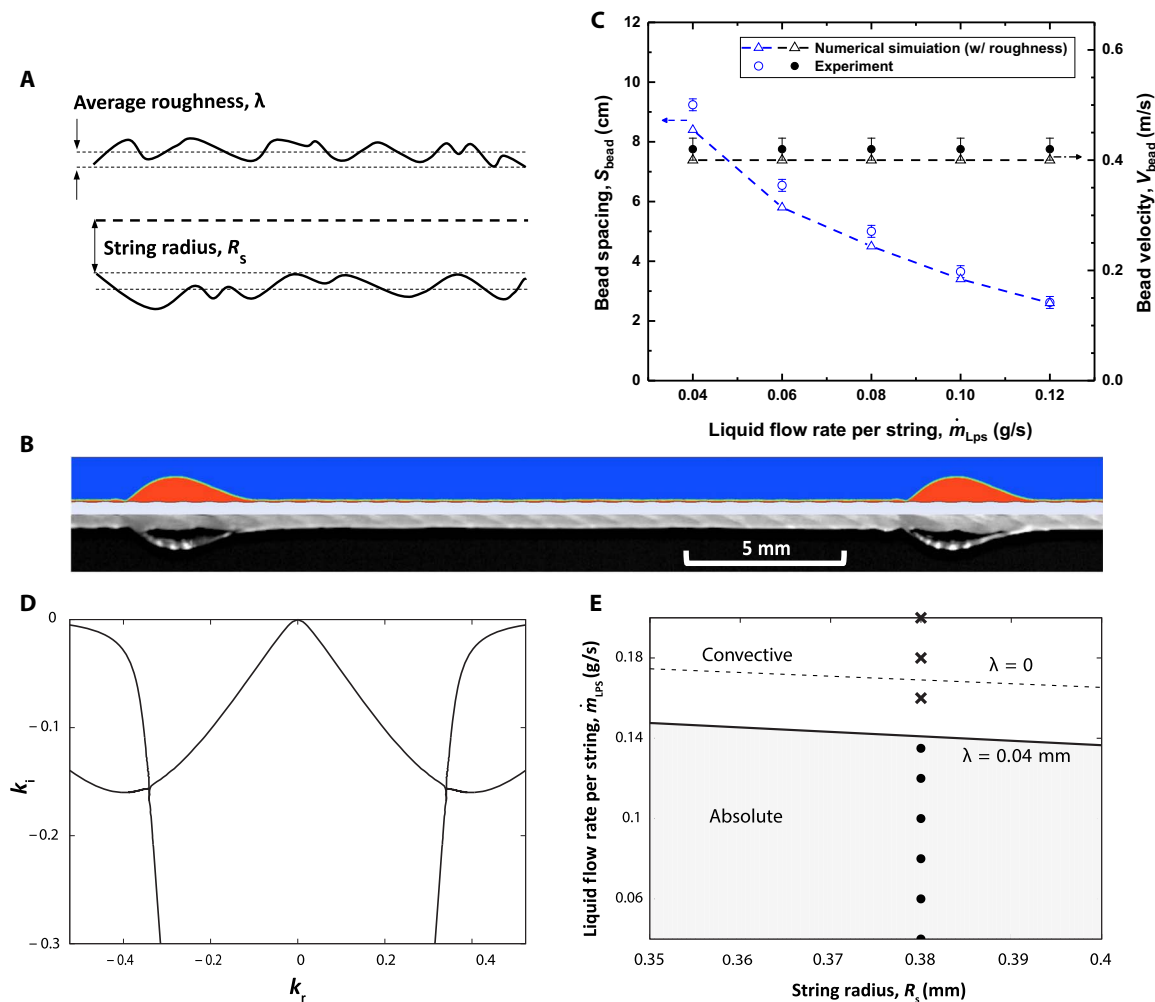 A
Average roughness, λ
String radius, Rs
C
12
10
8
6
4
2
0
Bead spacing, Sbead (cm)
Numerical simuiation (w/ roughness)
Experiment
0.6
0.4
0.2
0.0
Bead velocity, Vbead (m/s)
0.04
0.06
0.08
0.10
0.12
Liquid flow rate per string, ṁLps (g/s)
B
5 mm
D
0
−0.1
−0.2
−0.3
ki
−0.4
−0.2
0
0.2
0.4
kr
E
Liquid flow rate per string, ṁLPS (g/s)
0.18
0.14
0.1
0.06
Convective
λ = 0
λ = 0.04 mm
Absolute
0.35
0.36
0.37
0.38
0.39
0.4
String radius, Rs (mm)